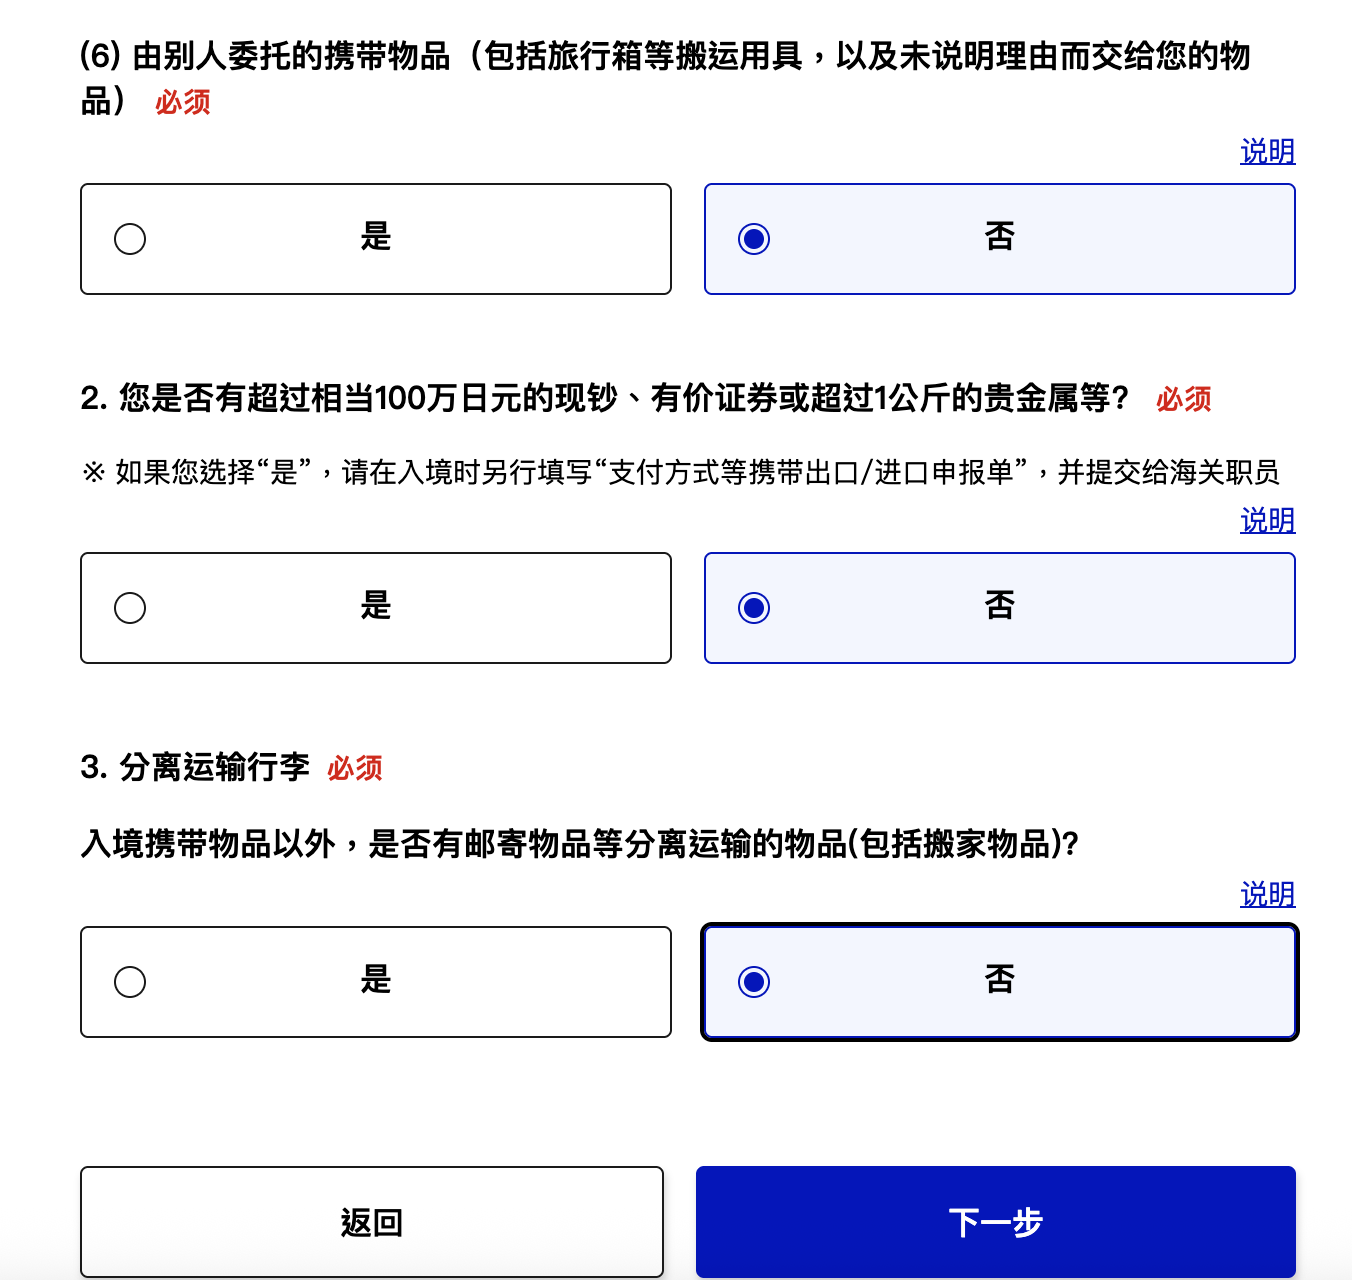 (6) 由别人委托的携带物品（包括旅行箱等搬运用具，以及未说明理由而交给您的物
品） 必须
说明
是
否
2. 您是否有超过相当100万日元的现钞、有价证券或超过1公斤的贵金属等? 必须
※ 如果您选择“是”，请在入境时另行填写“支付方式等携带出口/进口申报单”，并提交给海关职员
说明
是
否
3. 分离运输行李 必须
入境携带物品以外，是否有邮寄物品等分离运输的物品(包括搬家物品)?
说明
是
否
返回
下一步